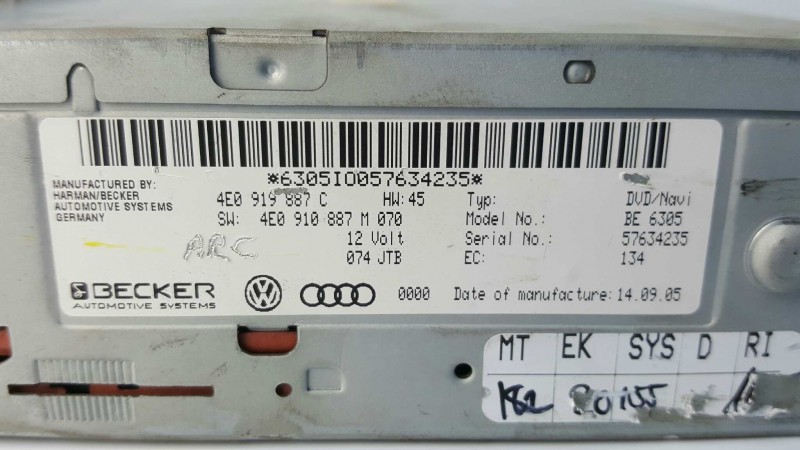 *6305IO057634235*
MANUFACTURED BY:
HARMAN/BECKER
AUTOMOTIVE SYSTEMS
GERMANY
4E0 919 887 C HW: 45 Typ: DVD/Navi
SW: 4E0 910 887 M 070 Model No.: BE 6305
12 Volt Serial No.: 57634235
074 JTB EC: 134
ARC
BECKER
AUTOMOTIVE SYSTEMS
0000 Date of manufacture: 14.09.05
MT EK SYS D RI